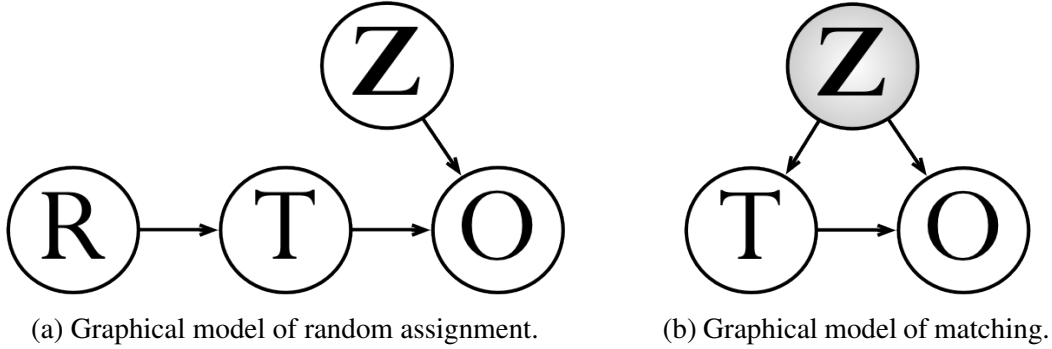 Z
R
T
O
(a) Graphical model of random assignment.
Z
T
O
(b) Graphical model of matching.